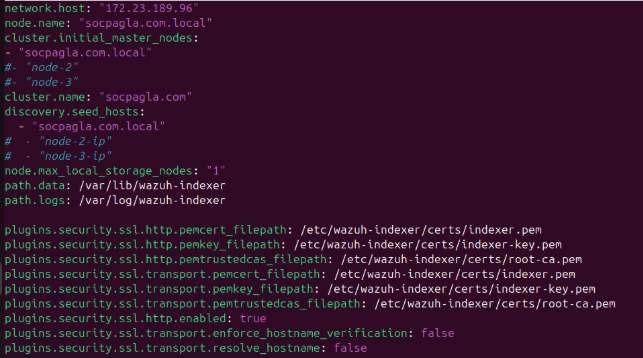 network.host: "172.23.189.96"
node.name: "socpagla.com.local"
cluster.initial_master_nodes:
- "socpagla.com.local"
#- "node-2"
#- "node-3"
cluster.name: "socpagla.com"
discovery.seed_hosts:
  - "socpagla.com.local"
#  - "node-2-ip"
#  - "node-3-ip"
node.max_local_storage_nodes: "1"
path.data: /var/lib/wazuh-indexer
path.logs: /var/log/wazuh-indexer

plugins.security.ssl.http.pemcert_filepath: /etc/wazuh-indexer/certs/indexer.pem
plugins.security.ssl.http.pemkey_filepath: /etc/wazuh-indexer/certs/indexer-key.pem
plugins.security.ssl.http.pemtrustedcas_filepath: /etc/wazuh-indexer/certs/root-ca.pem
plugins.security.ssl.transport.pemcert_filepath: /etc/wazuh-indexer/certs/indexer.pem
plugins.security.ssl.transport.pemkey_filepath: /etc/wazuh-indexer/certs/indexer-key.pem
plugins.security.ssl.transport.pemtrustedcas_filepath: /etc/wazuh-indexer/certs/root-ca.pem
plugins.security.ssl.http.enabled: true
plugins.security.ssl.transport.enforce_hostname_verification: false
plugins.security.ssl.transport.resolve_hostname: false